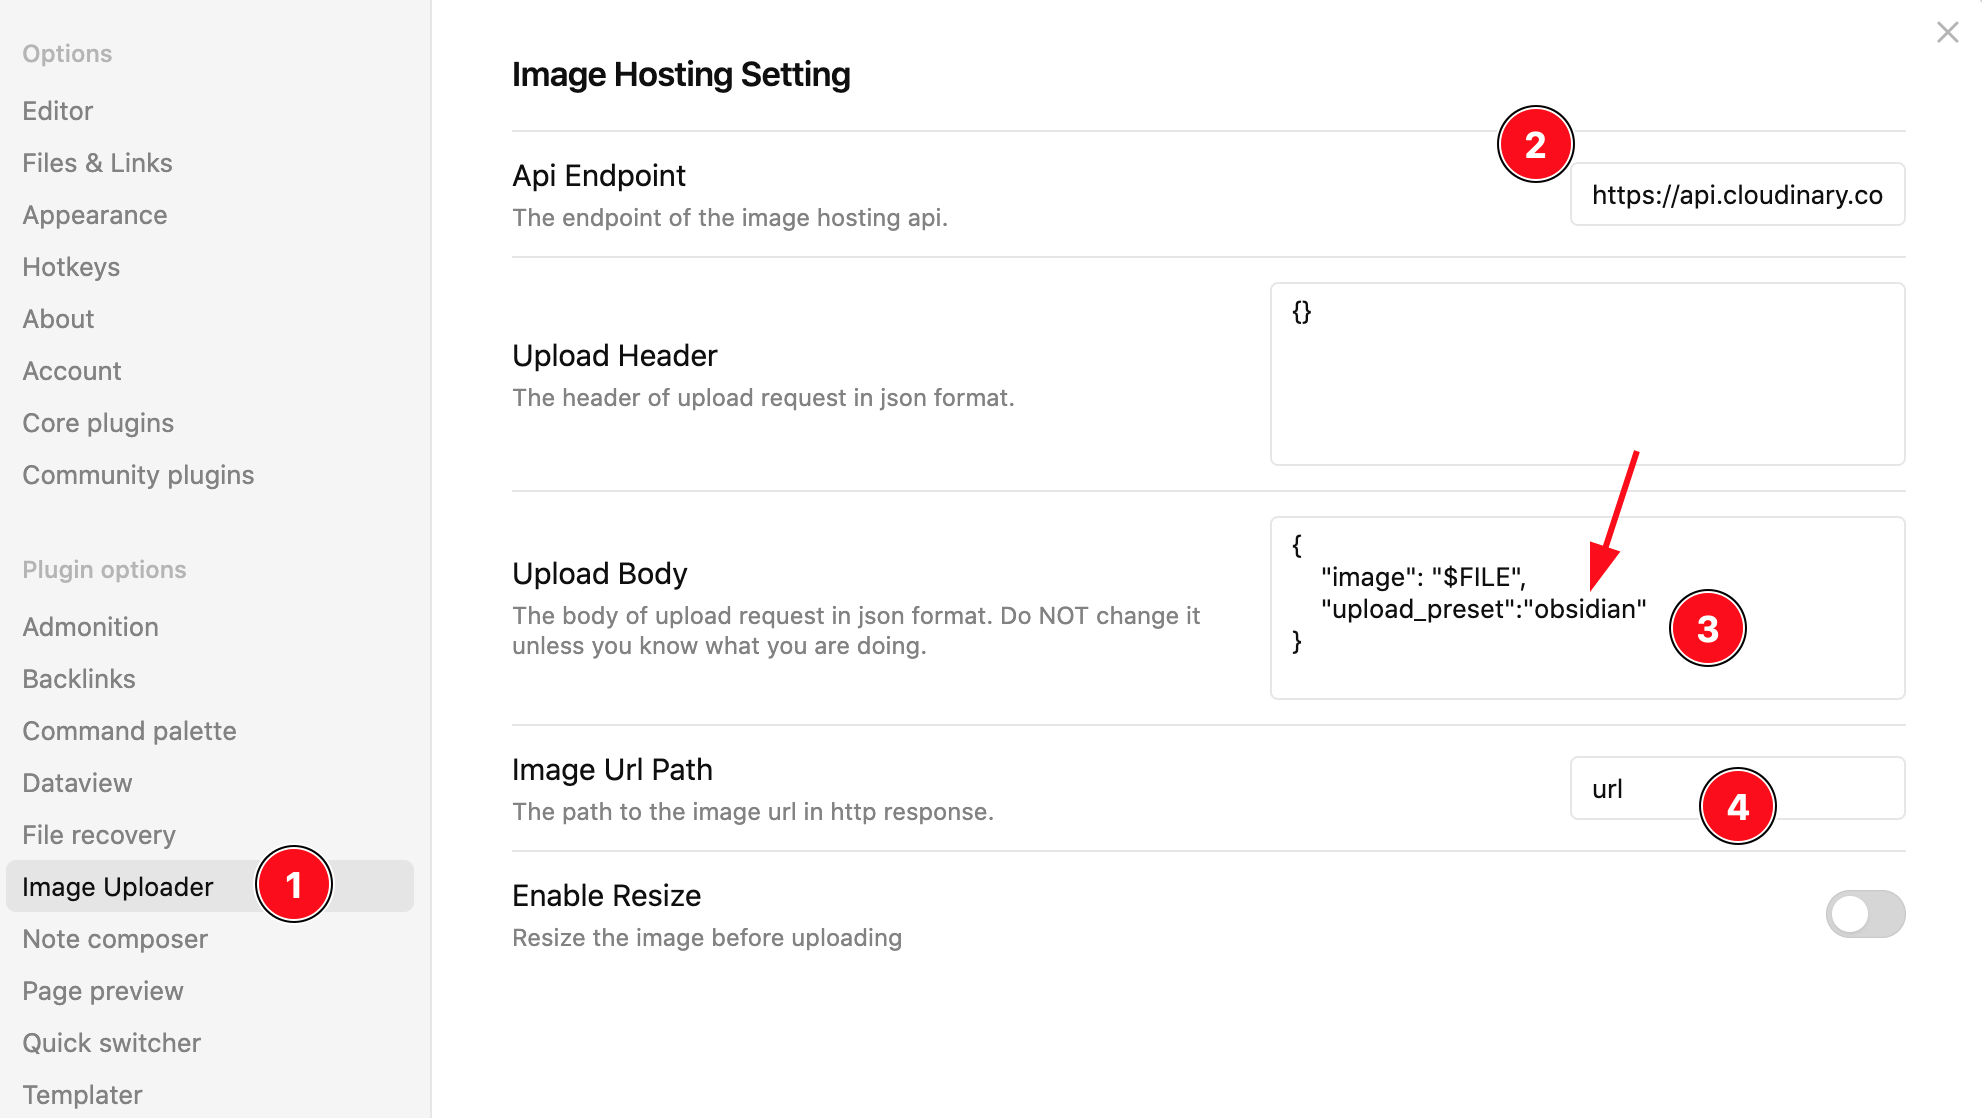 Options
Editor
Files & Links
Appearance
Hotkeys
About
Account
Core plugins
Community plugins
Plugin options
Admonition
Backlinks
Command palette
Dataview
File recovery
Image Uploader
1
Note composer
Page preview
Quick switcher
Templater
Image Hosting Setting
Api Endpoint
The endpoint of the image hosting api.
2
https://api.cloudinary.co
Upload Header
The header of upload request in json format.
{}
Upload Body
The body of upload request in json format. Do NOT change it
unless you know what you are doing.
{
"image": "$FILE",
"upload_preset":"obsidian"
}
3
Image Url Path
The path to the image url in http response.
url
4
Enable Resize
Resize the image before uploading